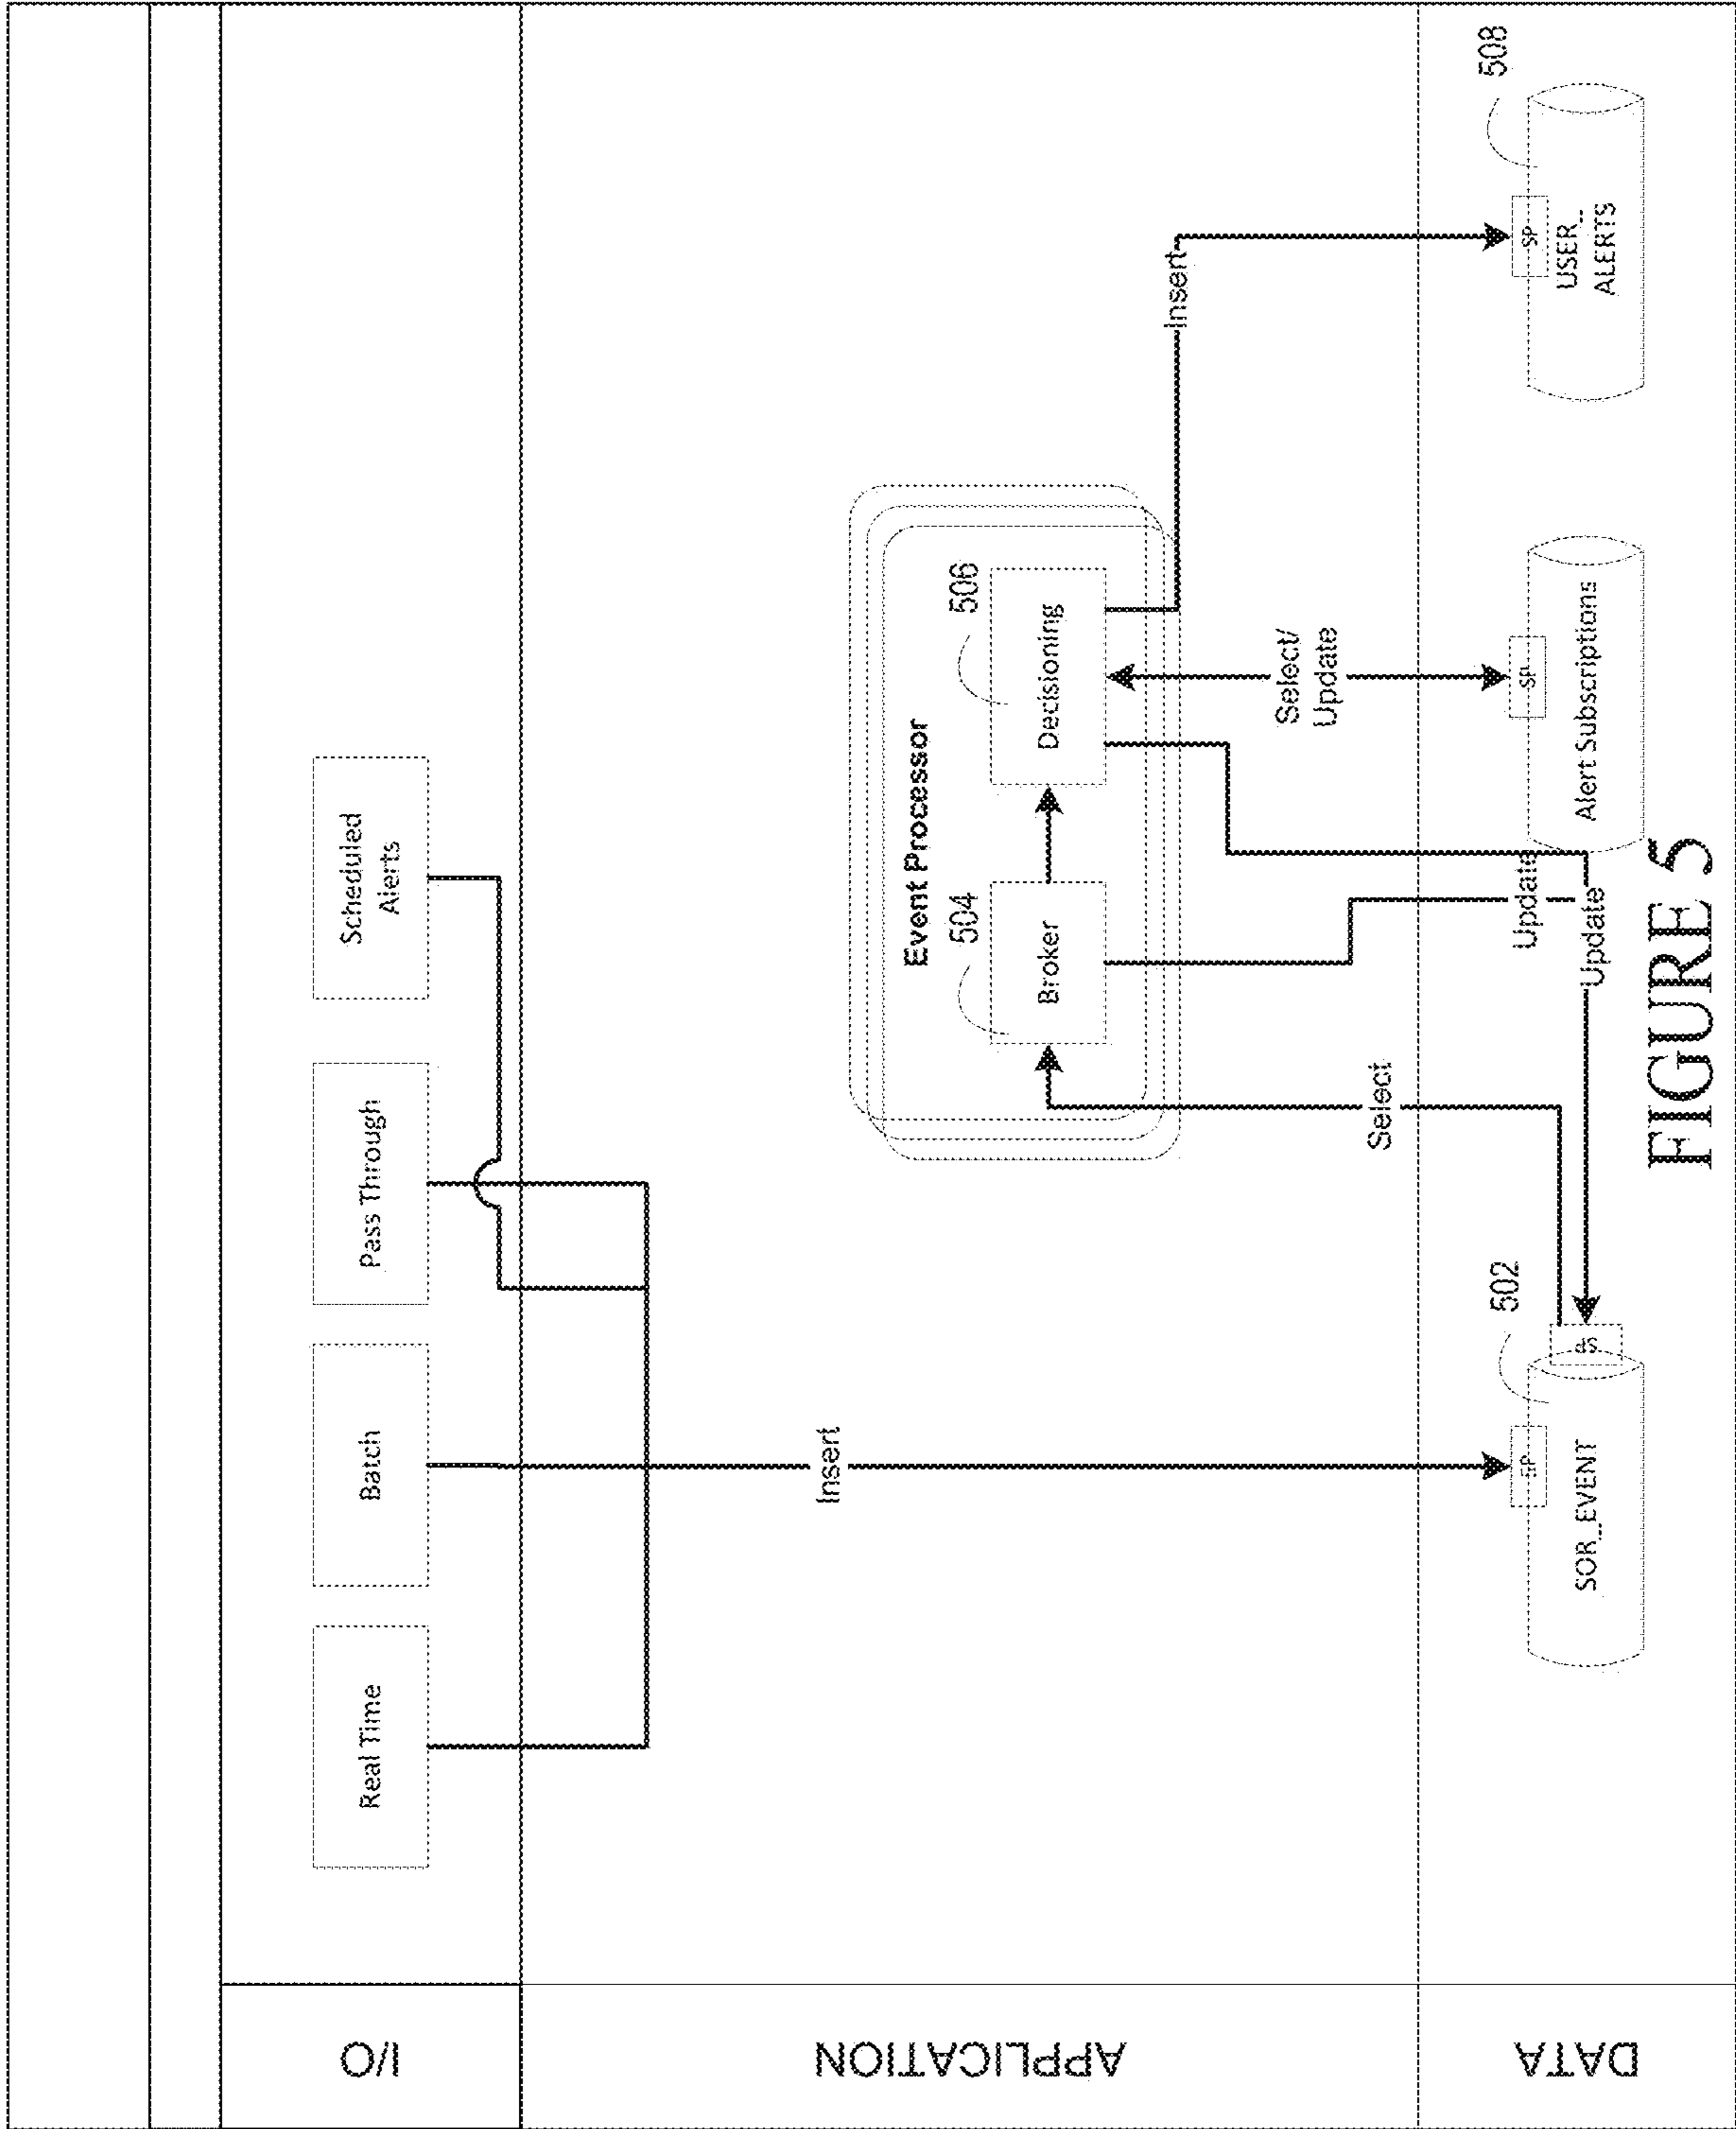 I/O
Real Time
Batch
Pass Through
Scheduled
Alerts
APPLICATION
Insert
Event Processor
504
Broker
506
Decisioning
Select
Select/
Update
Insert
DATA
502
SP
SP
SOR_EVENT
Update
Update
SP
Alert Subscriptions
508
SP
USER_
ALERTS
FIGURE 5